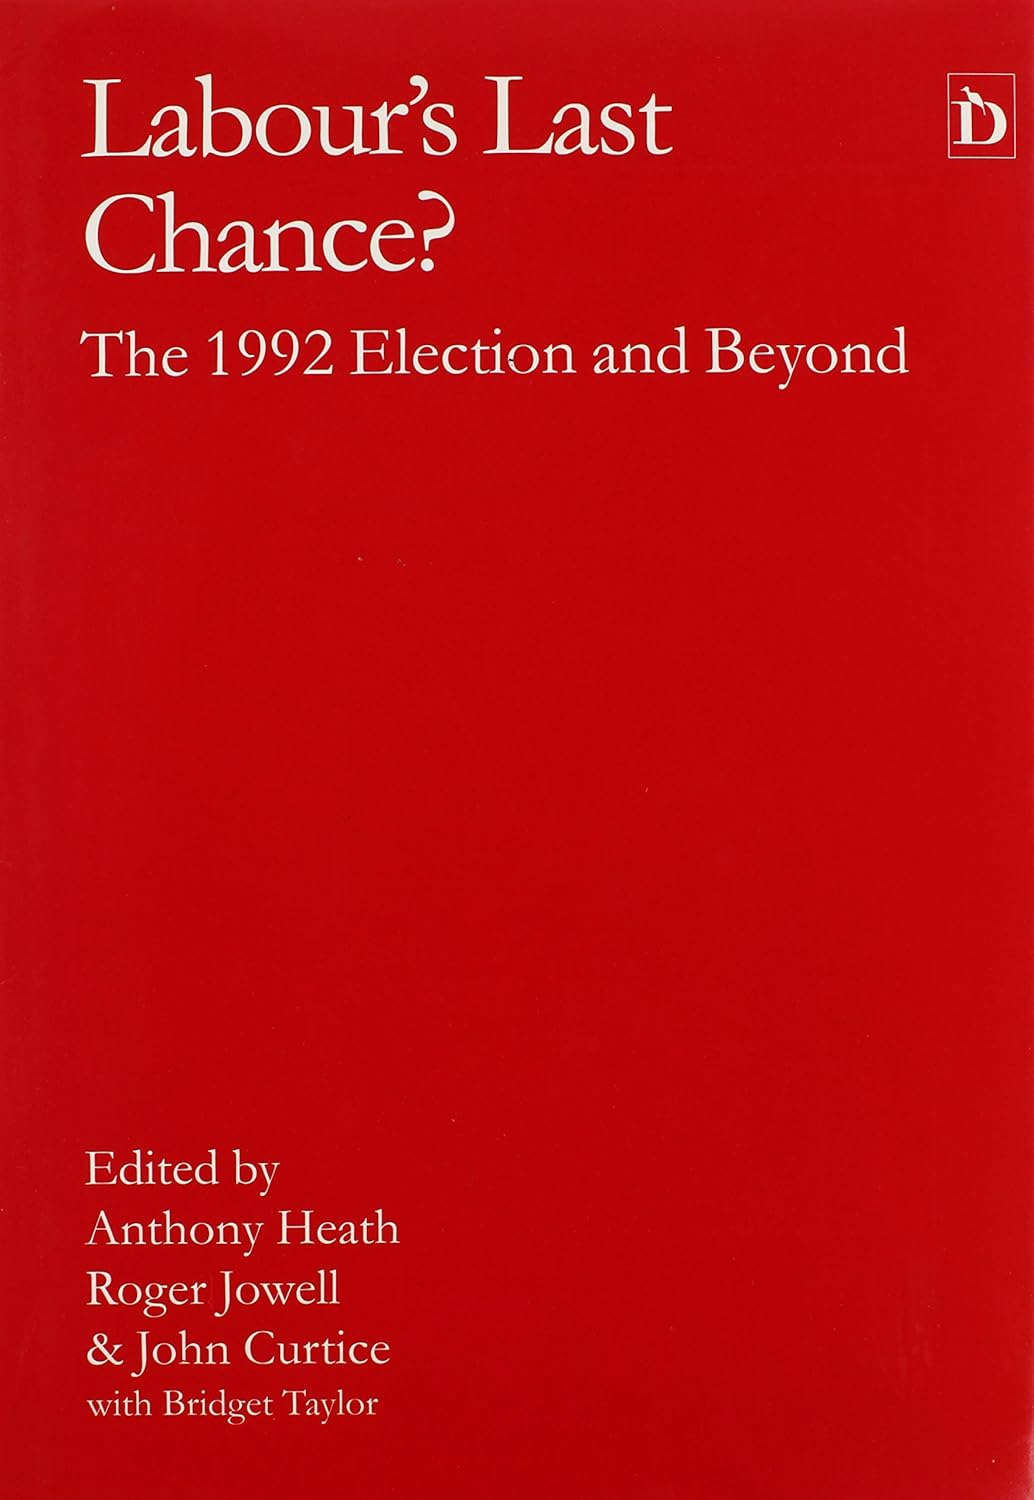 Labour's Last
Chance?
The 1992 Election and Beyond
D
Edited by
Anthony Heath
Roger Jowell
& John Curtice
with Bridget Taylor